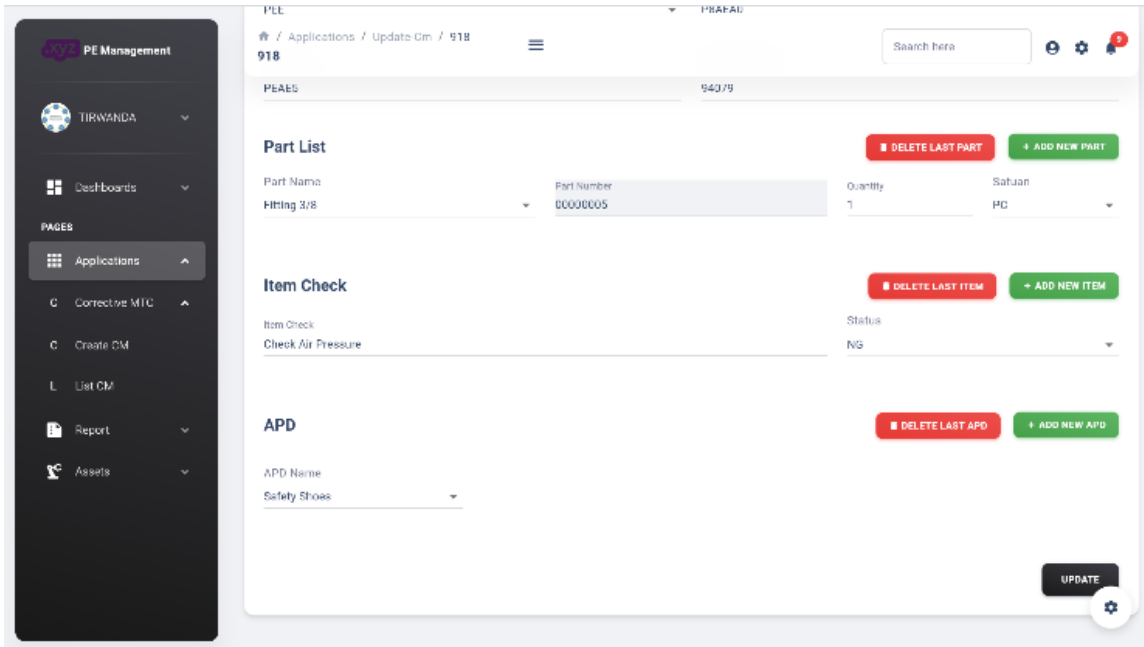 .xyz PE Management
TIRWANDA
Dashboards
PAGES
Applications
C Corrective MTC
C Create CM
L List CM
Report
Assets
PEE
/ Applications / Update Cm / 918
918
Search here
9
PEAE5 94079
Part List
DELETE LAST PART
+ ADD NEW PART
Part Name Part Number Quantity Satuan
Fitting 3/8 00000005 1 PC
Item Check
DELETE LAST ITEM
+ ADD NEW ITEM
Item Check Status
Check Air Pressure NG
APD
DELETE LAST APD
+ ADD NEW APD
APD Name
Safety Shoes
UPDATE